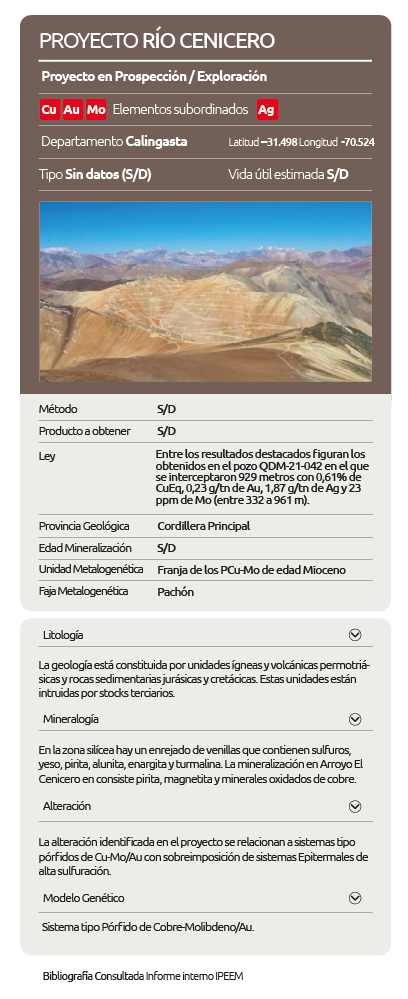 PROYECTO RÍO CENICERO
Proyecto en Prospección / Exploración
Cu Au Mo Elementos subordinados Ag
Departamento Calingasta Latitud –-31.498 Longitud -70.524
Tipo Sin datos (S/D) Vida útil estimada S/D
Método S/D
Producto a obtener S/D
Ley Entre los resultados destacados figuran los
obtenidos en el pozo QDM-21-042 en el que
se interceptaron 929 metros con 0,61% de
CuEq, 0,23 g/tn de Au, 1,87 g/tn de Ag y 23
ppm de Mo (entre 332 a 961 m).
Provincia Geológica Cordillera Principal
Edad Mineralización S/D
Unidad Metalogenética Franja de los PCu-Mo de edad Mioceno
Faja Metalogenética Pachón
Litología
La geología está constituida por unidades ígneas y volcánicas permotriá-
sicas y rocas sedimentarias jurásicas y cretácicas. Estas unidades están
intruidas por stocks terciarios.
Mineralogía
En la zona silícea hay un enrejado de venillas que contienen sulfuros,
yeso, pirita, alunita, enargita y turmalina. La mineralización en Arroyo El
Cenicero en consiste pirita, magnetita y minerales oxidados de cobre.
Alteración
La alteración identificada en el proyecto se relacionan a sistemas tipo
pórfidos de Cu-Mo/Au con sobreimposición de sistemas Epitermales de
alta sulfuración.
Modelo Genético
Sistema tipo Pórfido de Cobre-Molibdeno/Au.
Bibliografía Consultada Informe interno IPEEM